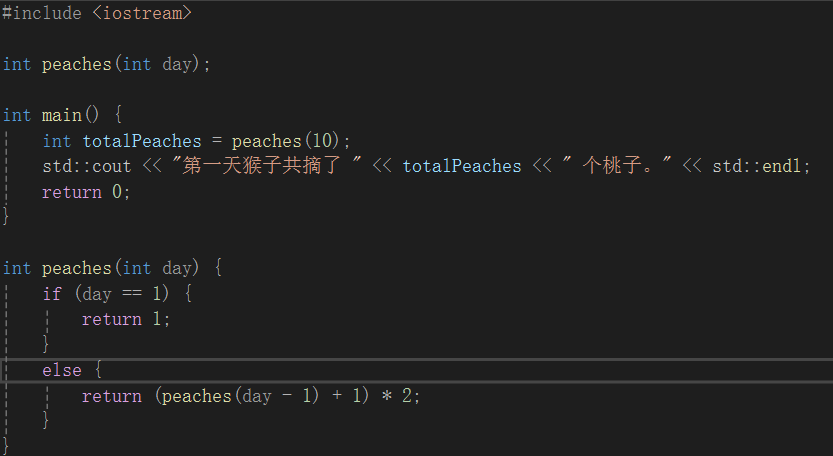 #include <iostream>
int peaches(int day);
int main() {
int totalPeaches = peaches(10);
std::cout << "第一天猴子共摘了 " << totalPeaches << " 个桃子。" << std::endl;
return 0;
}
int peaches(int day) {
if (day == 1) {
return 1;
}
else {
return (peaches(day - 1) + 1) * 2;
}
}